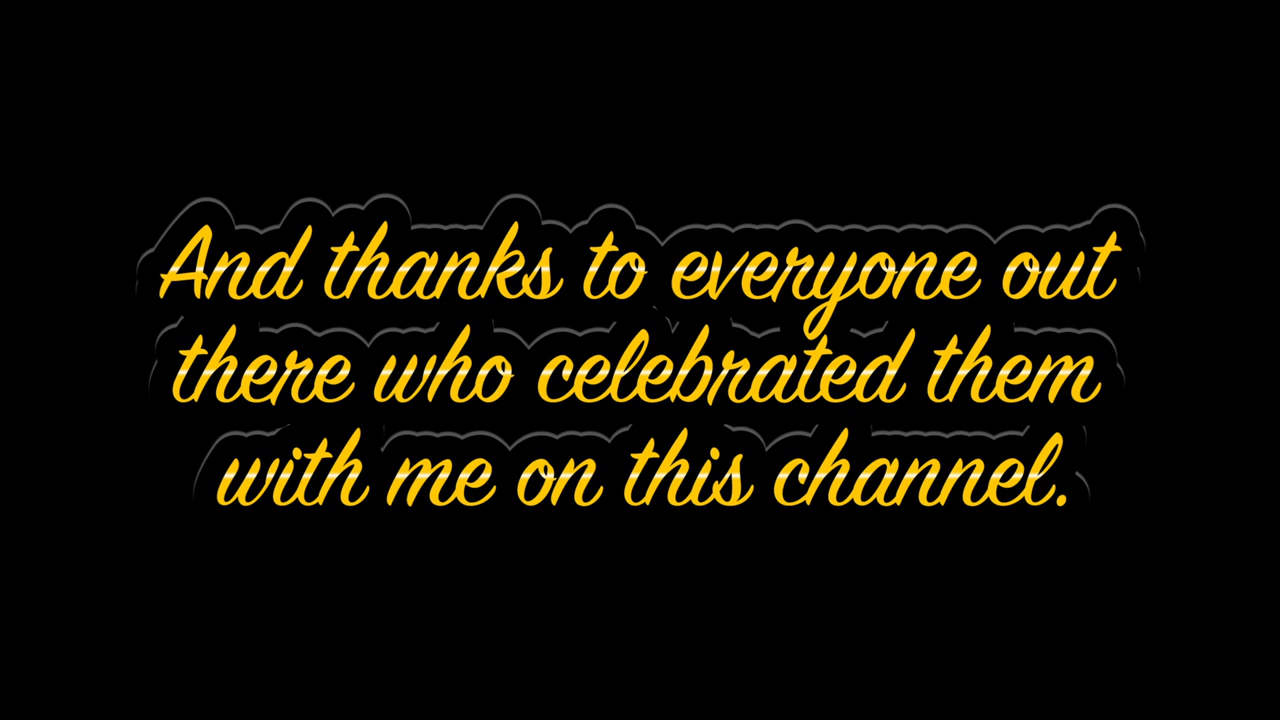 And thanks to everyone out
there who celebrated them
with me on this channel.